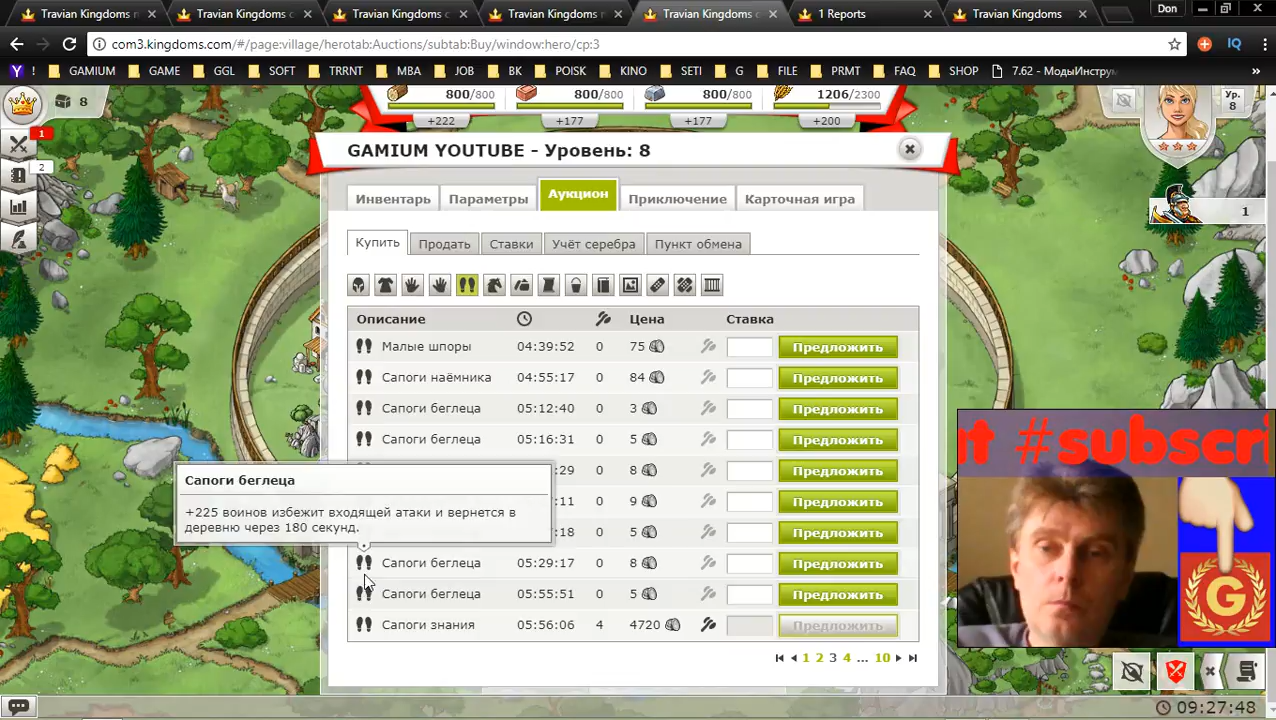 Travian Kingdoms n
Travian Kingdoms
Travian Kingdoms c
Travian Kingdoms n
Travian Kingdoms c
1 Reports
Travian Kingdoms
Don
com3.kingdoms.com/#/page:village/herotab:Auctions/subtab:Buy/window:hero/cp:3
IQ
! GAMIUM GAME GGL SOFT TRRNT MBA JOB BK POISK KINO SETI G FILE PRMT FAQ SHOP 7.62 - МодыИнструм »
8
800/800 800/800 800/800 1206/2300
+222 +177 +177 +200
Ур.
8
1
2
1
GAMIUM YOUTUBE - Уровень: 8
Инвентарь Параметры Аукцион Приключение Карточная игра
Купить Продать Ставки Учёт серебра Пункт обмена
Описание Цена Ставка
Малые шпоры 04:39:52 0 75 Предложить
Сапоги наёмника 04:55:17 0 84 Предложить
Сапоги беглеца 05:12:40 0 3 Предложить
Сапоги беглеца 05:16:31 0 5 Предложить
:29 0 8 Предложить
:11 0 9 Предложить
:18 0 5 Предложить
Сапоги беглеца
+225 воинов избежит входящей атаки и вернется в
деревню через 180 секунд.
Сапоги беглеца 05:29:17 0 8 Предложить
Сапоги беглеца 05:55:51 0 5 Предложить
Сапоги знания 05:56:06 4 4720 Предложить
1 2 3 4 ... 10
#subscri
G
09:27:48